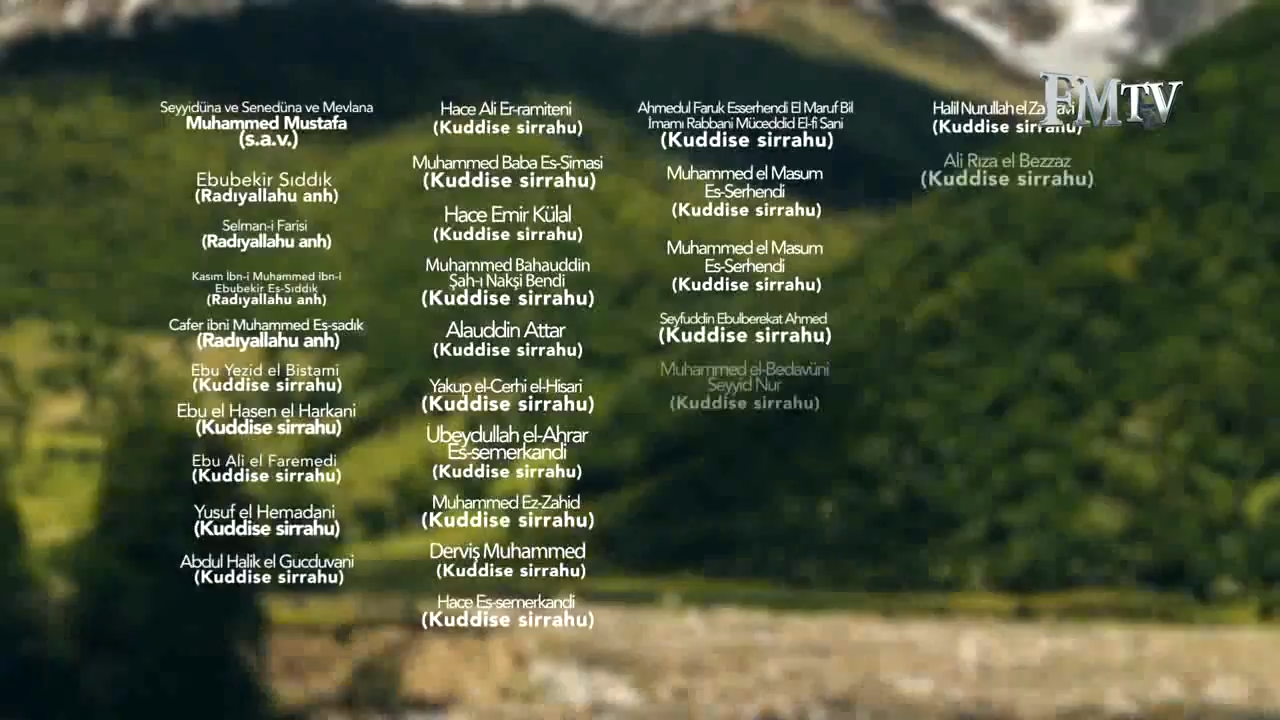 Seyyidüna ve Senedüna ve Mevlana
Muhammed Mustafa
(s.a.v.)
Ebubekir Sıddık
(Radıyallahu anh)
Selman-i Farisi
(Radıyallahu anh)
Kasım İbn-i Muhammed ibn-i
Ebubekir Es-Sıddık
(Radıyallahu anh)
Cafer ibni Muhammed Es-sadık
(Radıyallahu anh)
Ebu Yezid el Bistami
(Kuddise sirrahu)
Ebu el Hasen el Harkani
(Kuddise sirrahu)
Ebu Ali el Faremedi
(Kuddise sirrahu)
Yusuf el Hemadani
(Kuddise sirrahu)
Abdul Halik el Gucduvani
(Kuddise sirrahu)
Hace Ali Er-ramiteni
(Kuddise sirrahu)
Muhammed Baba Es-Simasi
(Kuddise sirrahu)
Hace Emir Külal
(Kuddise sirrahu)
Muhammed Bahauddin
Şah-ı Nakşi Bendi
(Kuddise sirrahu)
Alauddin Attar
(Kuddise sirrahu)
Yakup el-Cerhi el-Hisari
(Kuddise sirrahu)
Ubeydullah el-Ahrar
Es-semerkandi
(Kuddise sirrahu)
Muhammed Ez-Zahid
(Kuddise sirrahu)
Derviş Muhammed
(Kuddise sirrahu)
Hace Es-semerkandi
(Kuddise sirrahu)
Ahmedul Faruk Esserhendi El Maruf Bil
İmamı Rabbani Müceddid El-fi Sani
(Kuddise sirrahu)
Muhammed el Masum
Es-Serhendi
(Kuddise sirrahu)
Muhammed el Masum
Es-Serhendi
(Kuddise sirrahu)
Seyfuddin Ebulberekat Ahmed
(Kuddise sirrahu)
Muhammed el-Bedavüni
Seyyid Nur
(Kuddise sirrahu)
Halil Nurullah el
(Kuddise sirrahu)
Ali Rıza el Bezzaz
(Kuddise sirrahu)
FMTV